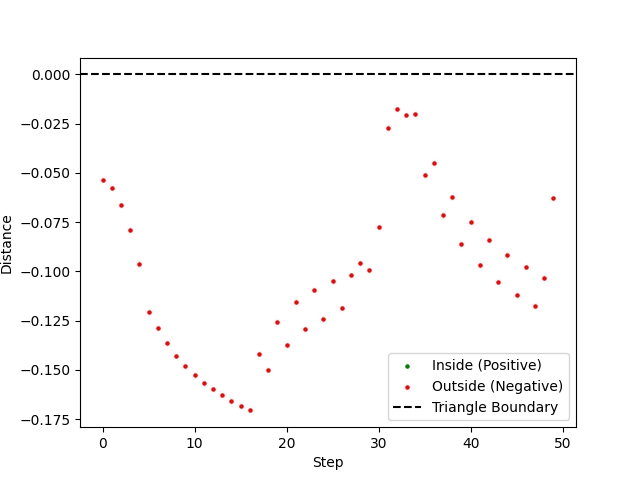 0.000
−0.025
−0.050
−0.075
−0.100
−0.125
−0.150
−0.175
Distance
Inside (Positive)
Outside (Negative)
Triangle Boundary
0 10 20 30 40 50
Step